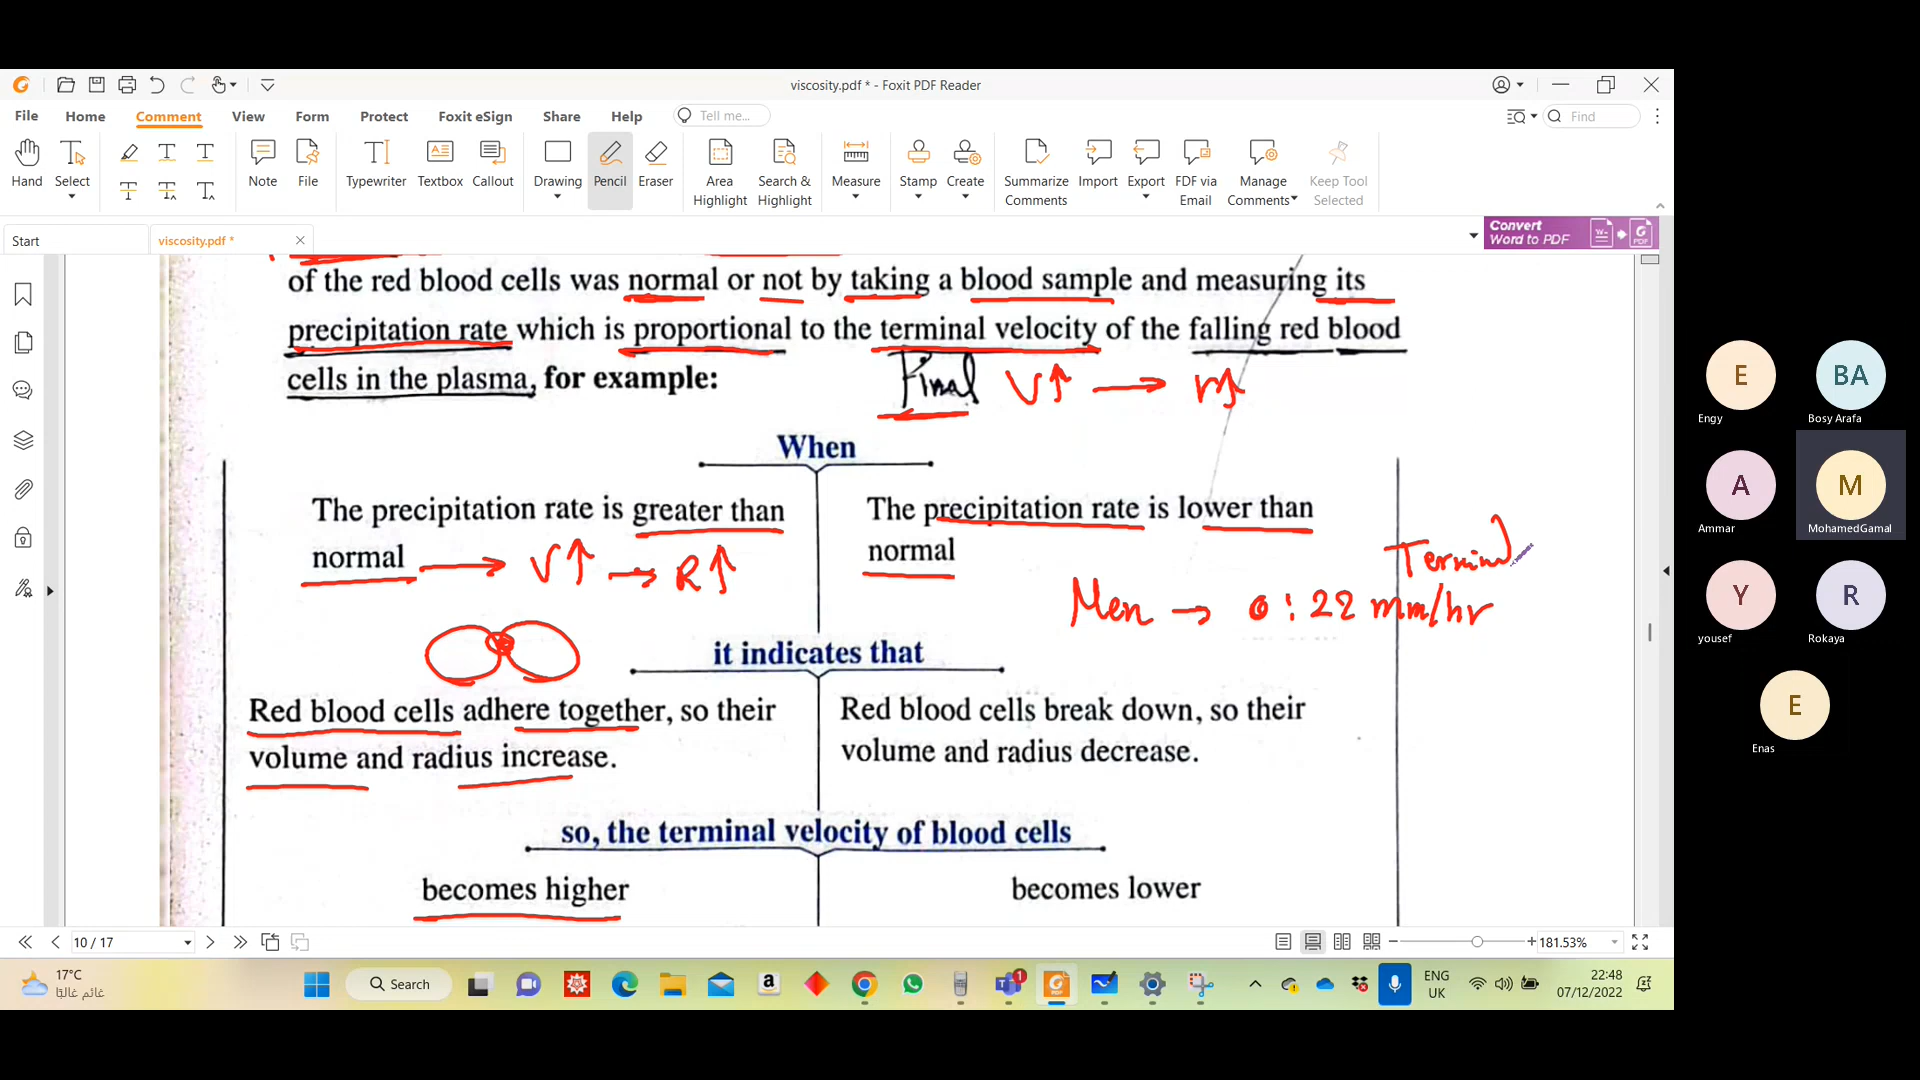 viscosity.pdf * - Foxit PDF Reader
File Home Comment View Form Protect Foxit eSign Share Help Tell me... Find
Hand Select Note File Typewriter Textbox Callout Drawing Pencil Eraser Area Highlight Search & Highlight Measure Stamp Create Summarize Comments Import Export FDF via Email Manage Comments Keep Tool Selected
Start viscosity.pdf * Convert Word to PDF
of the red blood cells was normal or not by taking a blood sample and measuring its
precipitation rate which is proportional to the terminal velocity of the falling red blood
cells in the plasma, for example:
Final V↑ → r↑
When
The precipitation rate is greater than
normal → V↑ → R↑
The precipitation rate is lower than
normal
Terminal
Men → 0 : 22 mm/hr
it indicates that
Red blood cells adhere together, so their
volume and radius increase.
Red blood cells break down, so their
volume and radius decrease.
so, the terminal velocity of blood cells
becomes higher
becomes lower
E
Engy
BA
Bosy Arafa
A
Ammar
M
MohamedGamal
Y
yousef
R
Rokaya
E
Enas
10 / 17
181.53%
17°C
غائم غالبًا
Search
1
ENG
UK
22:48
07/12/2022